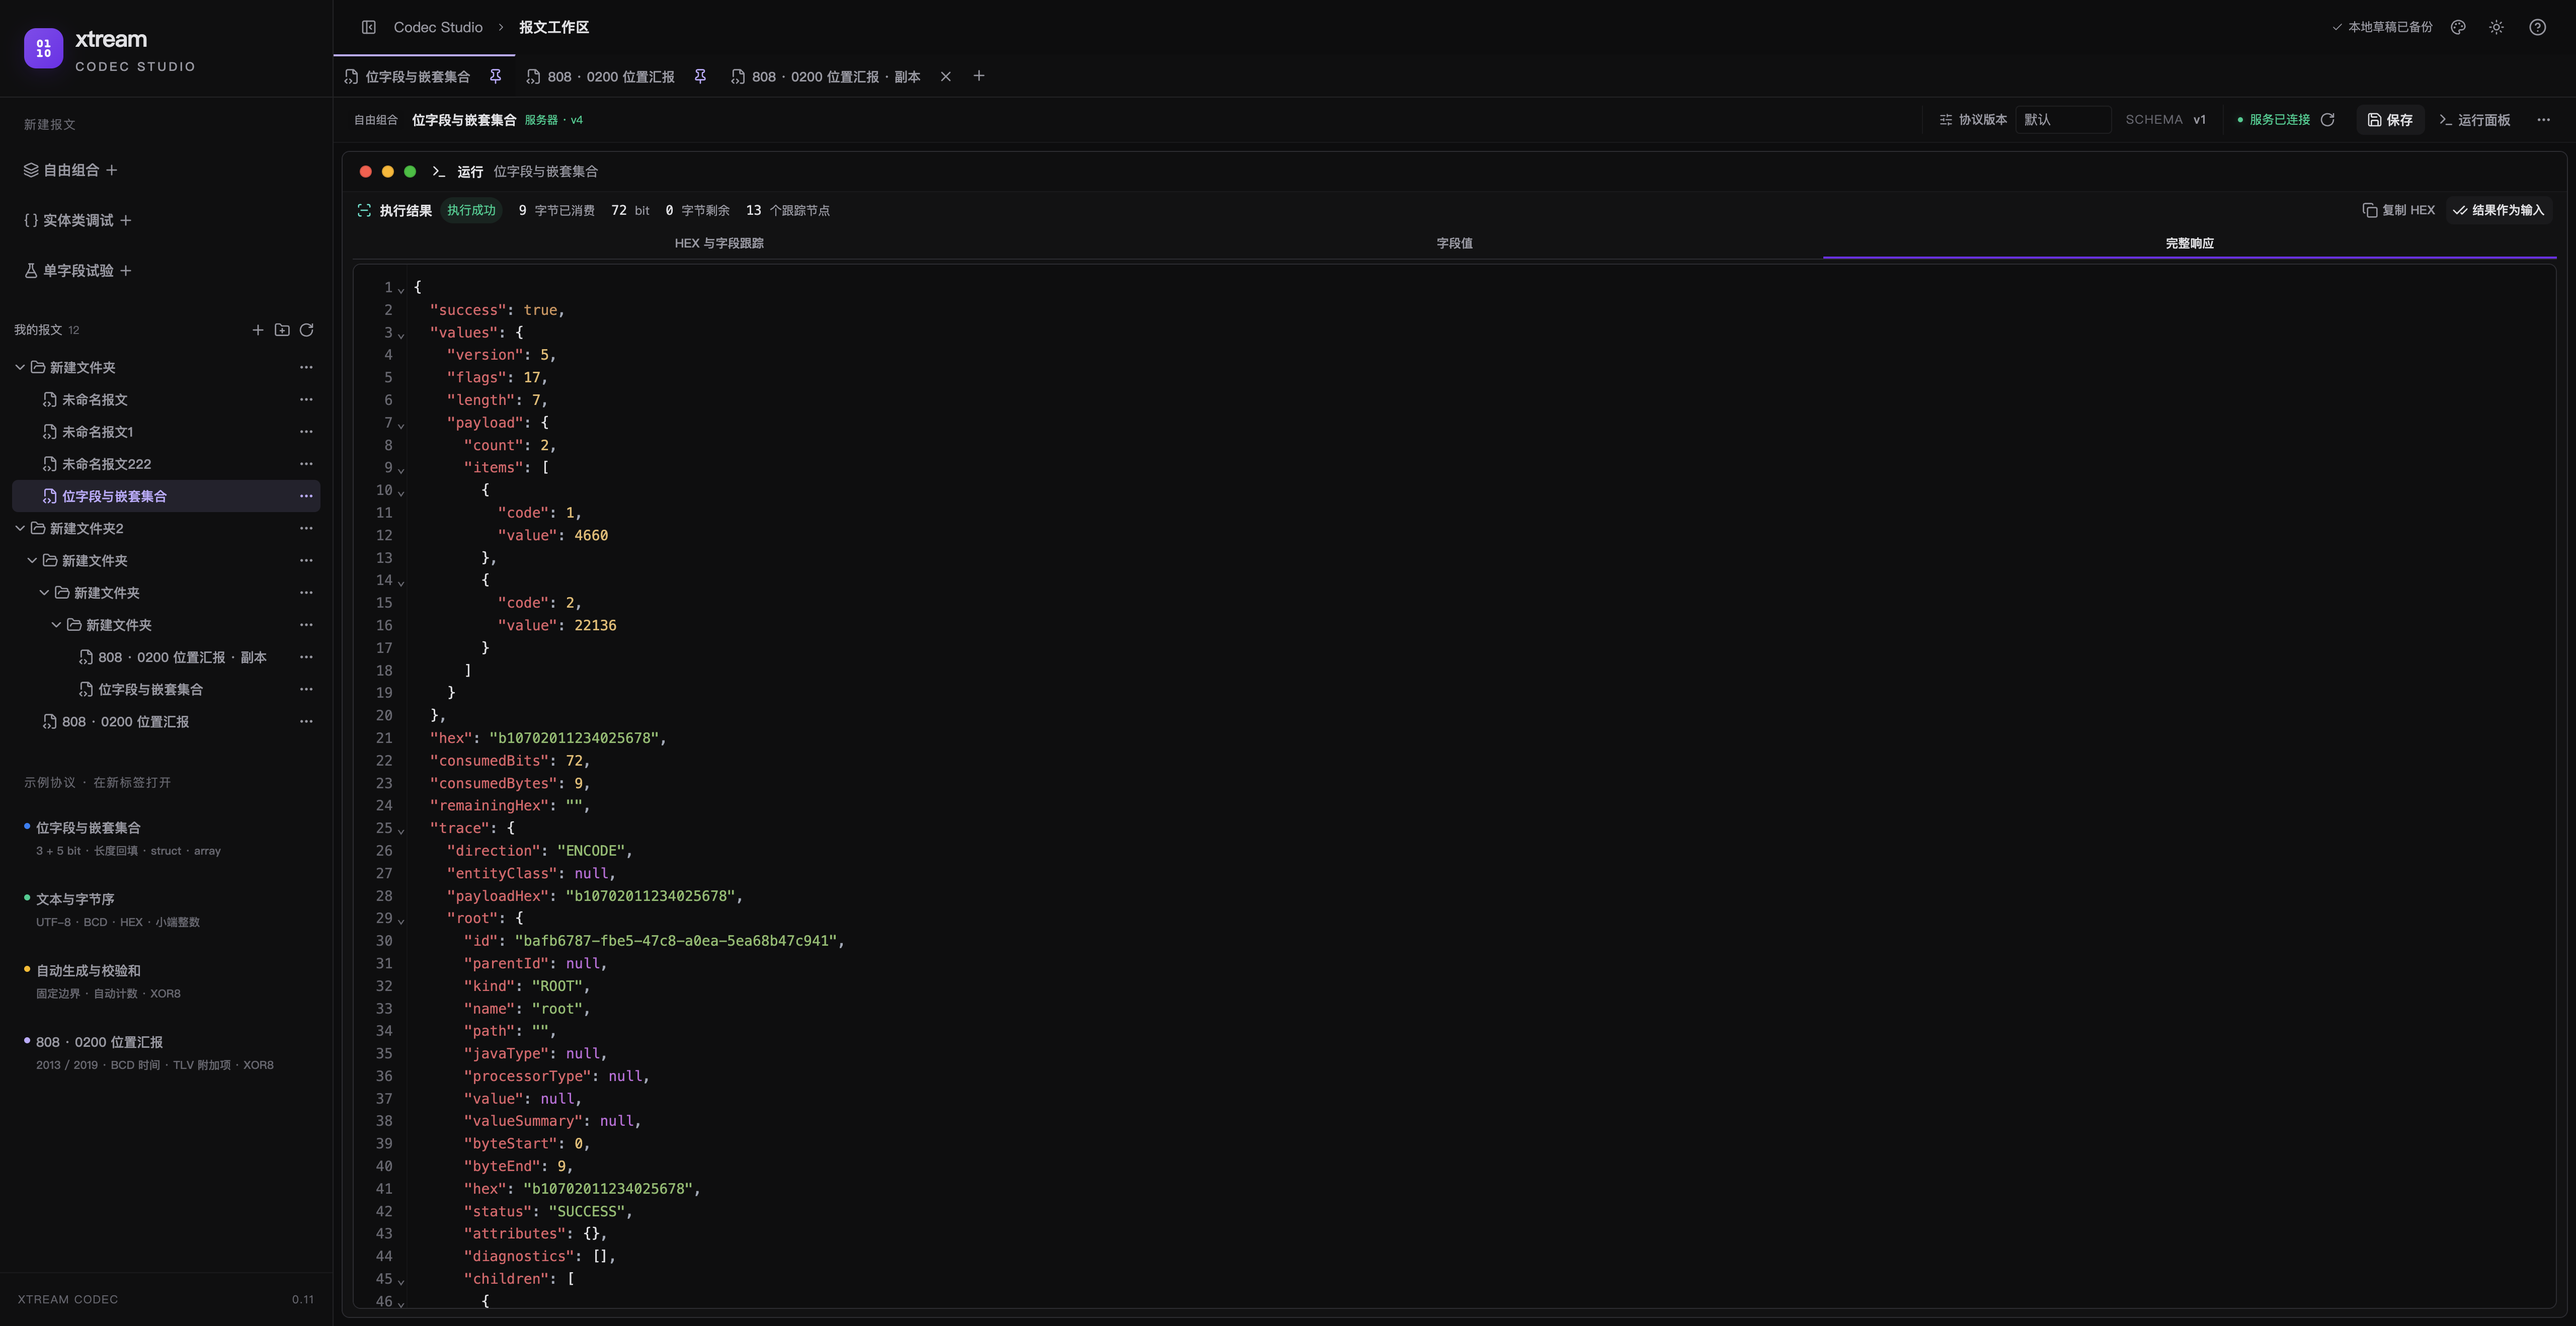 01
10
xtream
CODEC STUDIO
新建报文
自由组合
{ } 实体类调试
单字段试验
我的报文 12
新建文件夹
未命名报文
未命名报文1
未命名报文222
位字段与嵌套集合
新建文件夹2
新建文件夹
新建文件夹
新建文件夹
808 · 0200 位置汇报 · 副本
位字段与嵌套集合
808 · 0200 位置汇报
示例协议 · 在新标签打开
位字段与嵌套集合
3 + 5 bit · 长度回填 · struct · array
文本与字节序
UTF-8 · BCD · HEX · 小端整数
自动生成与校验和
固定边界 · 自动计数 · XOR8
808 · 0200 位置汇报
2013 / 2019 · BCD 时间 · TLV 附加项 · XOR8
XTREAM CODEC 0.11
Codec Studio > 报文工作区
本地草稿已备份
位字段与嵌套集合
808 · 0200 位置汇报
808 · 0200 位置汇报 · 副本
自由组合 位字段与嵌套集合 服务器 · v4
协议版本 默认 SCHEMA v1 服务已连接 保存 运行面板
运行 位字段与嵌套集合
执行结果 执行成功 9 字节已消费 72 bit 0 字节剩余 13 个跟踪节点
复制 HEX 结果作为输入
HEX 与字段跟踪 字段值 完整响应
1 {
2 "success": true,
3 "values": {
4 "version": 5,
5 "flags": 17,
6 "length": 7,
7 "payload": {
8 "count": 2,
9 "items": [
10 {
11 "code": 1,
12 "value": 4660
13 },
14 {
15 "code": 2,
16 "value": 22136
17 }
18 ]
19 }
20 },
21 "hex": "b10702011234025678",
22 "consumedBits": 72,
23 "consumedBytes": 9,
24 "remainingHex": "",
25 "trace": {
26 "direction": "ENCODE",
27 "entityClass": null,
28 "payloadHex": "b10702011234025678",
29 "root": {
30 "id": "bafb6787-fbe5-47c8-a0ea-5ea68b47c941",
31 "parentId": null,
32 "kind": "ROOT",
33 "name": "root",
34 "path": "",
35 "javaType": null,
36 "processorType": null,
37 "value": null,
38 "valueSummary": null,
39 "byteStart": 0,
40 "byteEnd": 9,
41 "hex": "b10702011234025678",
42 "status": "SUCCESS",
43 "attributes": {},
44 "diagnostics": [],
45 "children": [
46 {